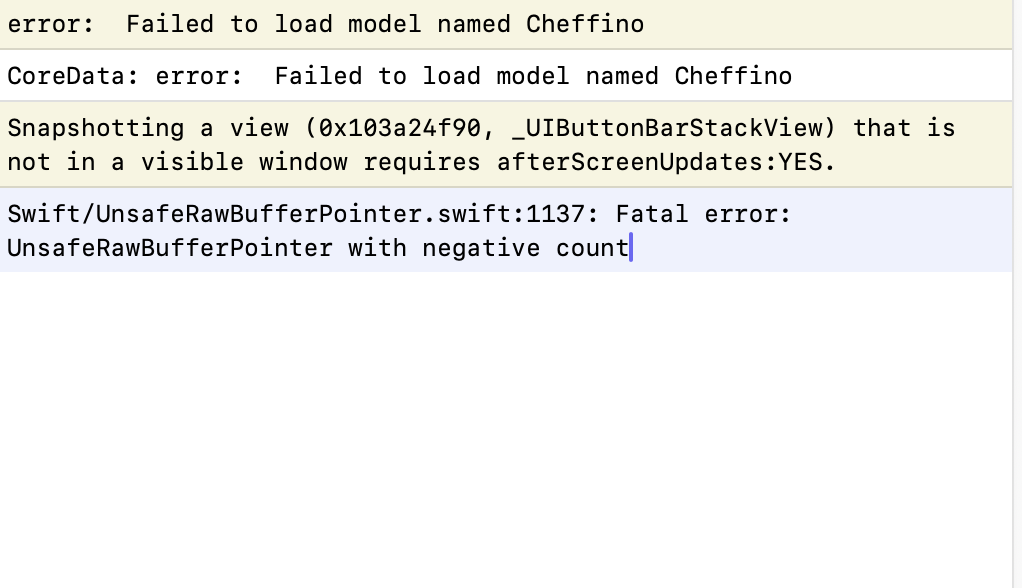 error:  Failed to load model named Cheffino
CoreData: error:  Failed to load model named Cheffino
Snapshotting a view (0x103a24f90, _UIButtonBarStackView) that is
not in a visible window requires afterScreenUpdates:YES.
Swift/UnsafeRawBufferPointer.swift:1137: Fatal error:
UnsafeRawBufferPointer with negative count